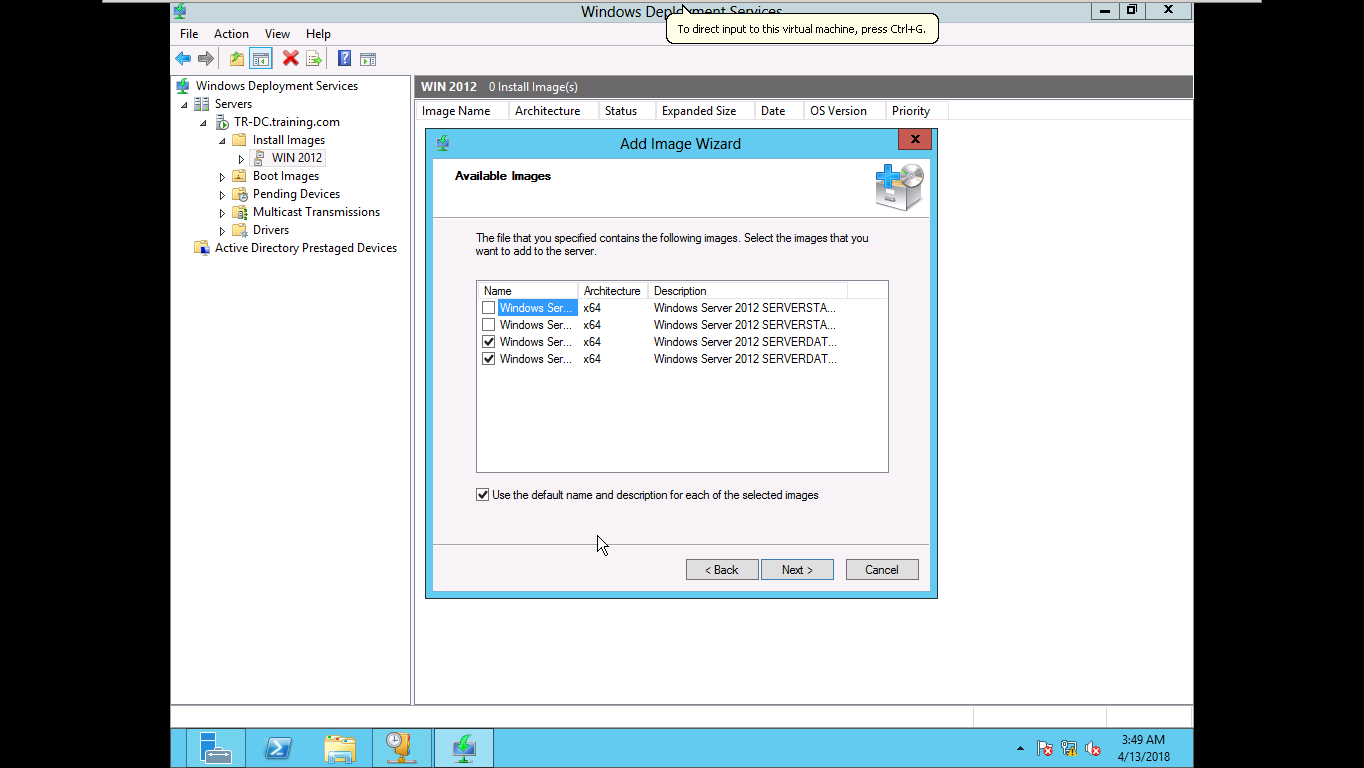 Windows Deployment Services
To direct input to this virtual machine, press Ctrl+G.
File Action View Help
Windows Deployment Services
Servers
TR-DC.training.com
Install Images
WIN 2012
Boot Images
Pending Devices
Multicast Transmissions
Drivers
Active Directory Prestaged Devices
WIN 2012 0 Install Image(s)
Image Name Architecture Status Expanded Size Date OS Version Priority
Add Image Wizard
Available Images
The file that you specified contains the following images. Select the images that you
want to add to the server.
Name Architecture Description
Windows Ser... x64 Windows Server 2012 SERVERSTA...
Windows Ser... x64 Windows Server 2012 SERVERSTA...
Windows Ser... x64 Windows Server 2012 SERVERDAT...
Windows Ser... x64 Windows Server 2012 SERVERDAT...
Use the default name and description for each of the selected images
< Back Next > Cancel
3:49 AM
4/13/2018